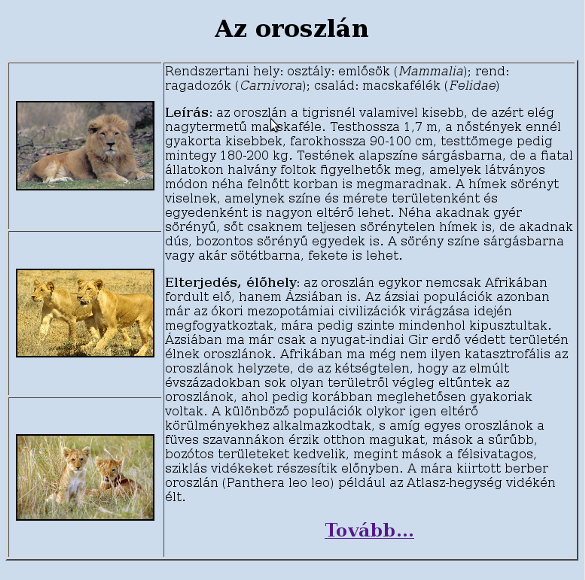 Az oroszlán
Rendszertani hely: osztály: emlősök (Mammalia); rend:
ragadozók (Carnivora); család: macskafélék (Felidae)
Leírás: az oroszlán a tigrisnél valamivel kisebb, de azért elég
nagytermetű macskaféle. Testhossza 1,7 m, a nőstények ennél
gyakorta kisebbek, farokhossza 90-100 cm, testtőmege pedig
mintegy 180-200 kg. Testének alapszíne sárgásbarna, de a fiatal
állatokon halvány foltok figyelhetők meg, amelyek látványos
módon néha felnőtt korban is megmaradnak. A hímek sörényt
viselnek, amelynek színe és mérete területenként és
egyedenként is nagyon eltérő lehet. Néha akadnak gyér
sörényű, sőt csaknem teljesen sörénytelen hímek is, de akadnak
dús, bozontos sörényű egyedek is. A sörény színe sárgásbarna
vagy akár sötétbarna, fekete is lehet.
Elterjedés, élőhely: az oroszlán egykor nemcsak Afrikában
fordult elő, hanem Ázsiában is. Az ázsiai populációk azonban
már az ókori mezopotámiai civilizációk virágzása idején
megfogyatkoztak, mára pedig szinte mindenhol kipusztultak.
Ázsiában ma már csak a nyugat-indiai Gir erdő védett területén
élnek oroszlánok. Afrikában ma még nem ilyen katasztrofális az
oroszlánok helyzete, de az kétségtelen, hogy az elmúlt
évszázadokban sok olyan területről végleg eltűntek az
oroszlánok, ahol pedig korábban meglehetősen gyakoriak
voltak. A különböző populációk olykor igen eltérő
körülményekhez alkalmazkodtak, s amíg egyes oroszlánok a
füves szavannákon érzik otthon magukat, mások a sűrűbb,
bozótos területeket kedvelik, megint mások a félsivatagos,
sziklás vidékeket részesítik előnyben. A mára kiirtott berber
oroszlán (Panthera leo leo) például az Atlasz-hegység vidékén
élt.
Tovább...